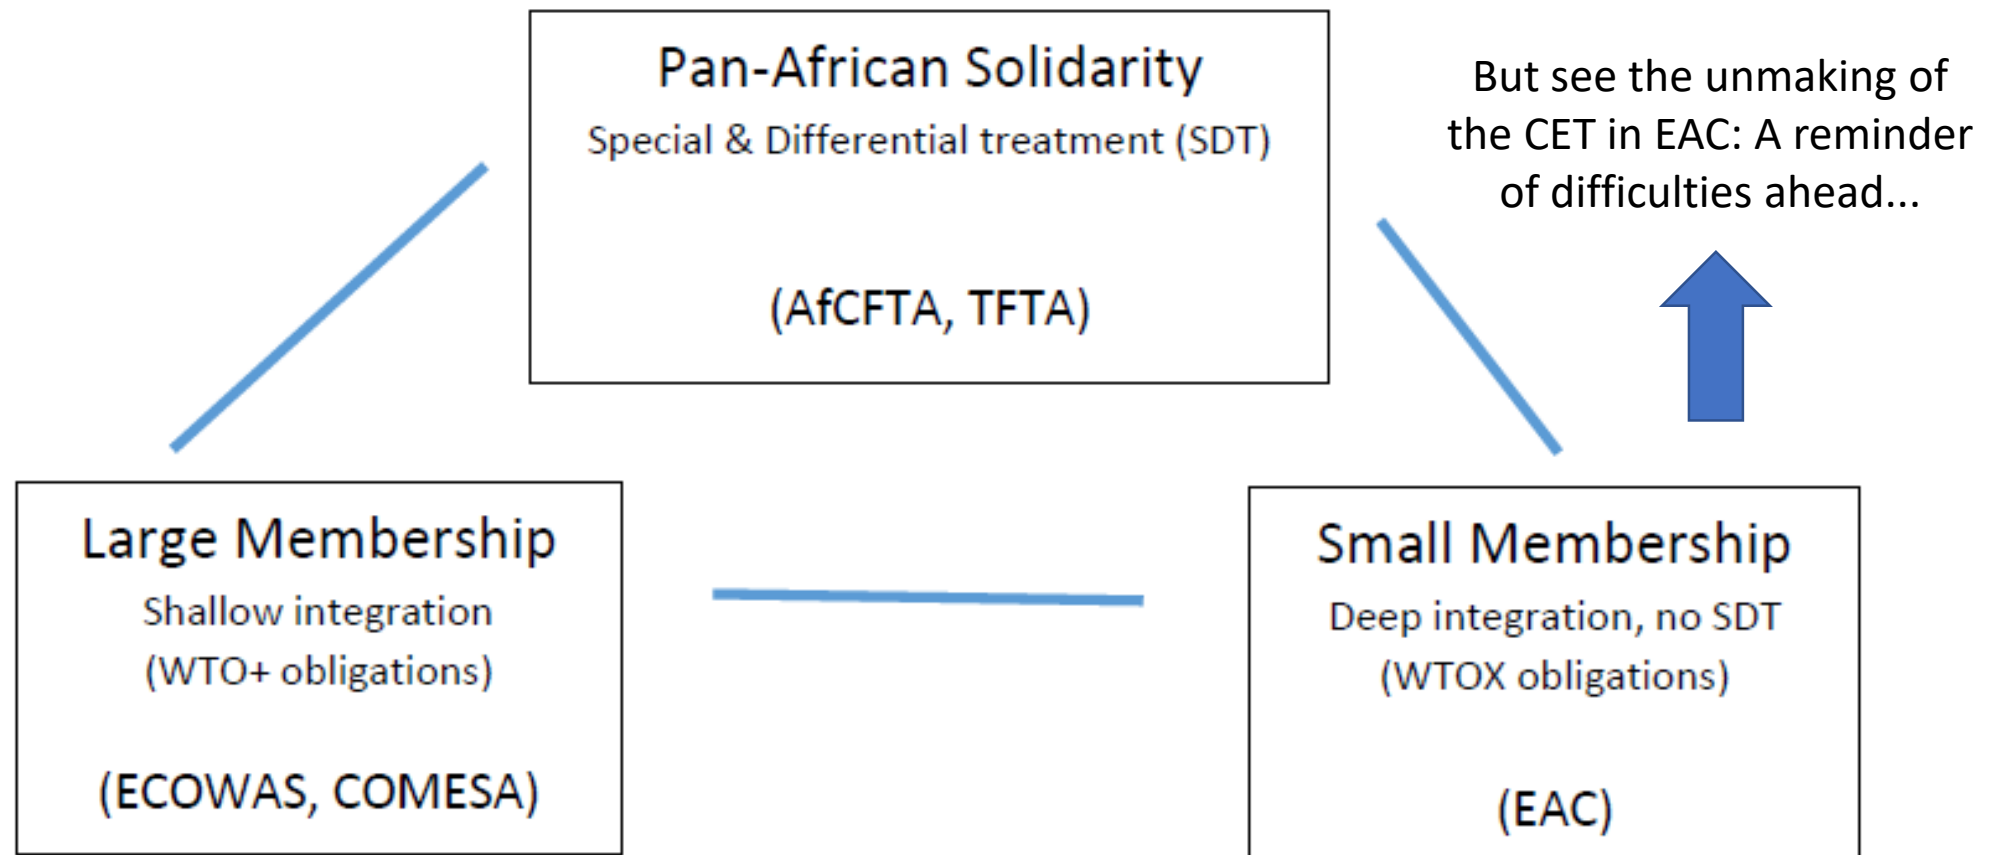 Pan-African Solidarity
Special & Differential treatment (SDT)
(AfCFTA, TFTA)
But see the unmaking of
the CET in EAC: A reminder
of difficulties ahead...
Large Membership
Shallow integration
(WTO+ obligations)
(ECOWAS, COMESA)
Small Membership
Deep integration, no SDT
(WTOX obligations)
(EAC)